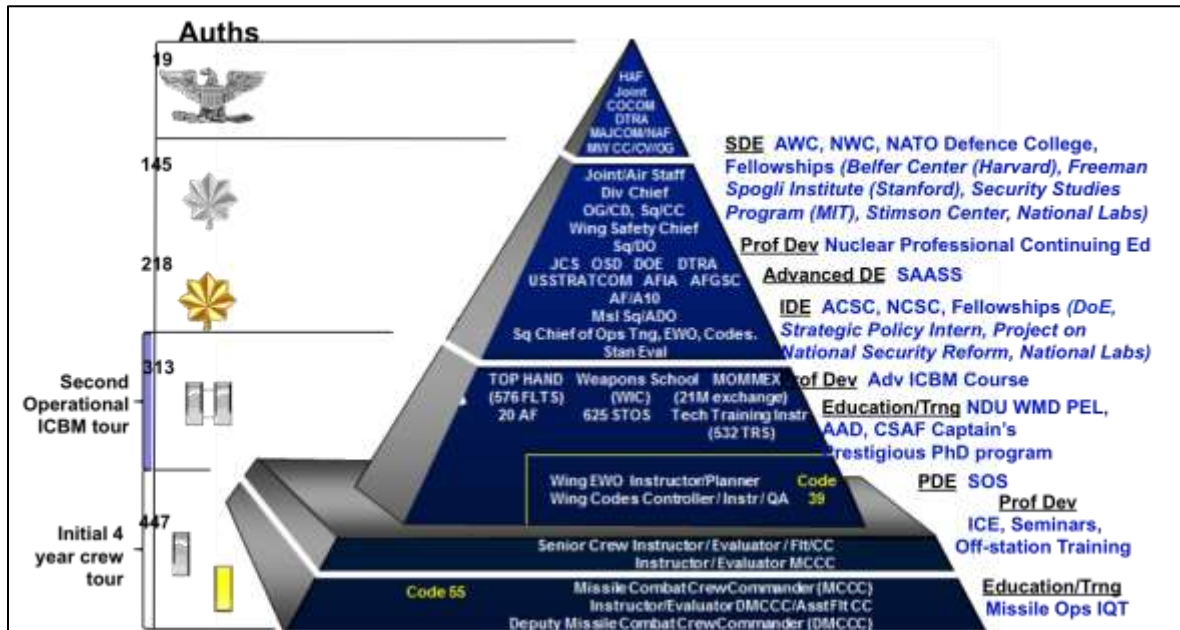 Auths
19
145
218
313
447
Second
Operational
ICBM tour
Initial 4
year crew
tour
HAF
Joint
COCOM
DTRA
MAJCOM/NAF
MW CC/CV/OG
Joint/Air Staff
Div Chief
OG/CD, Sq/CC
Wing Safety Chief
Sq/DO
JCS OSD DOE DTRA
USSTRATCOM AFIA AFGSC
AF/A10
Msl Sq/ADO
Sq Chief of Ops Tng, EWO, Codes.
Stan Eval
TOP HAND Weapons School MOMMEX
(576 FLTS) (WIC) (21M exchange)
20 AF 625 STOS Tech Training Instr
(532 TRS)
Wing EWO Instructor/Planner Code
Wing Codes Controller / Instr / QA 39
Senior Crew Instructor / Evaluator / Flt/CC
Instructor/Evaluator MCCC
Code 55 Missile Combat Crew Commander (MCCC)
Instructor/Evaluator DMCCC/Asst Flt CC
Deputy Missile Combat Crew Commander (DMCCC)
SDE AWC, NWC, NATO Defence College,
Fellowships (Belfer Center (Harvard), Freeman
Spogli Institute (Stanford), Security Studies
Program (MIT), Stimson Center, National Labs)
Prof Dev Nuclear Professional Continuing Ed
Advanced DE SAASS
IDE ACSC, NCSC, Fellowships (DoE,
Strategic Policy Intern, Project on
National Security Reform, National Labs)
Prof Dev Adv ICBM Course
Education/Trng NDU WMD PEL,
AAD, CSAF Captain's
Prestigious PhD program
PDE SOS
Prof Dev
ICE, Seminars,
Off-station Training
Education/Trng
Missile Ops IQT